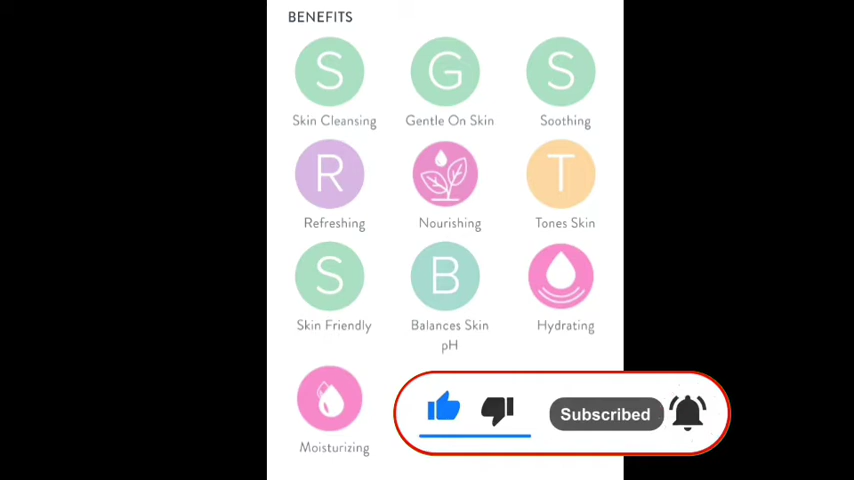 BENEFITS
S G S
Skin Cleansing Gentle On Skin Soothing
R T
Refreshing Nourishing Tones Skin
S B
Skin Friendly Balances Skin pH Hydrating
Moisturizing
Subscribed